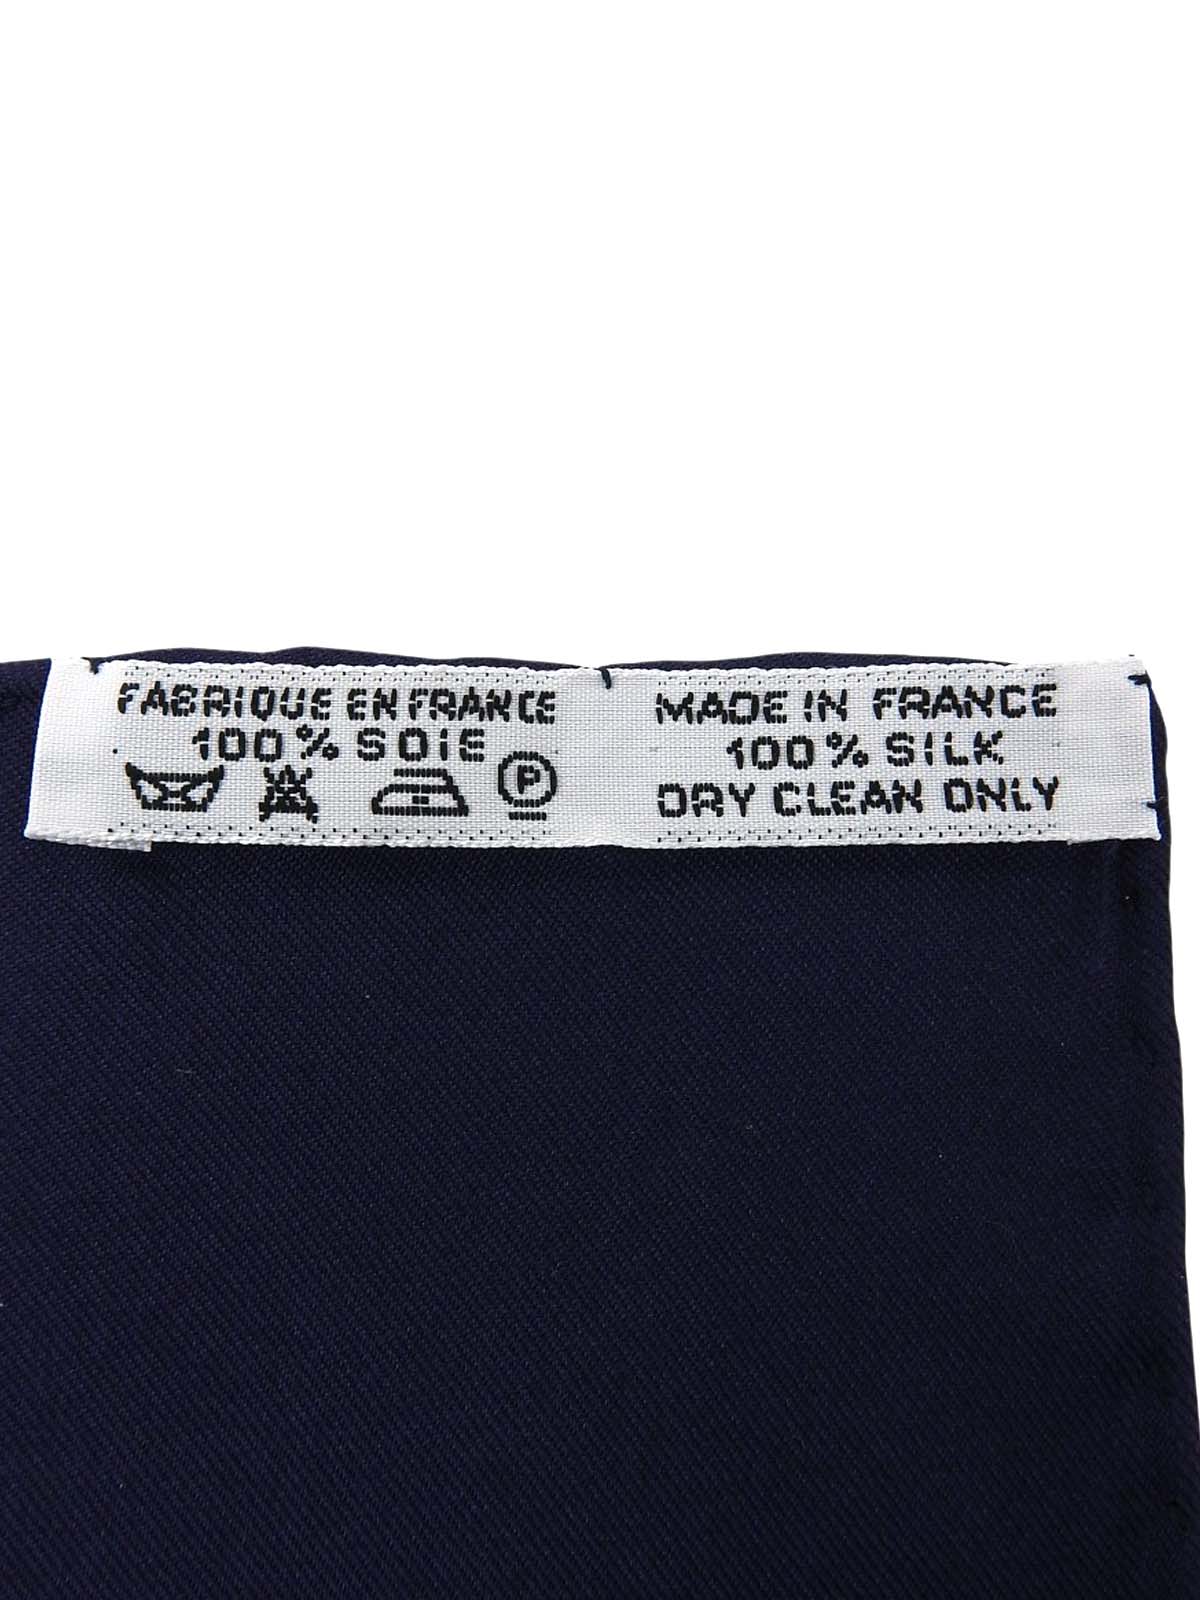 FABRIQUE EN FRANCE
100% SOIE
P
MADE IN FRANCE
100% SILK
DRY CLEAN ONLY